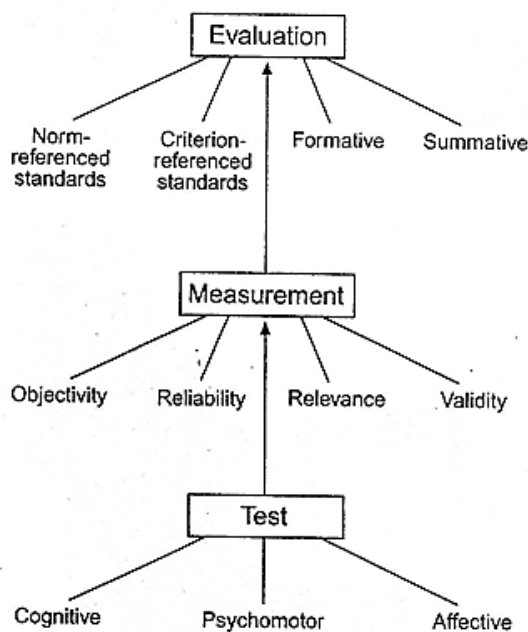 Evaluation
Norm-
referenced
standards
Criterion-
referenced
standards
Formative
Summative
Measurement
Objectivity
Reliability
Relevance
Validity
Test
Cognitive
Psychomotor
Affective